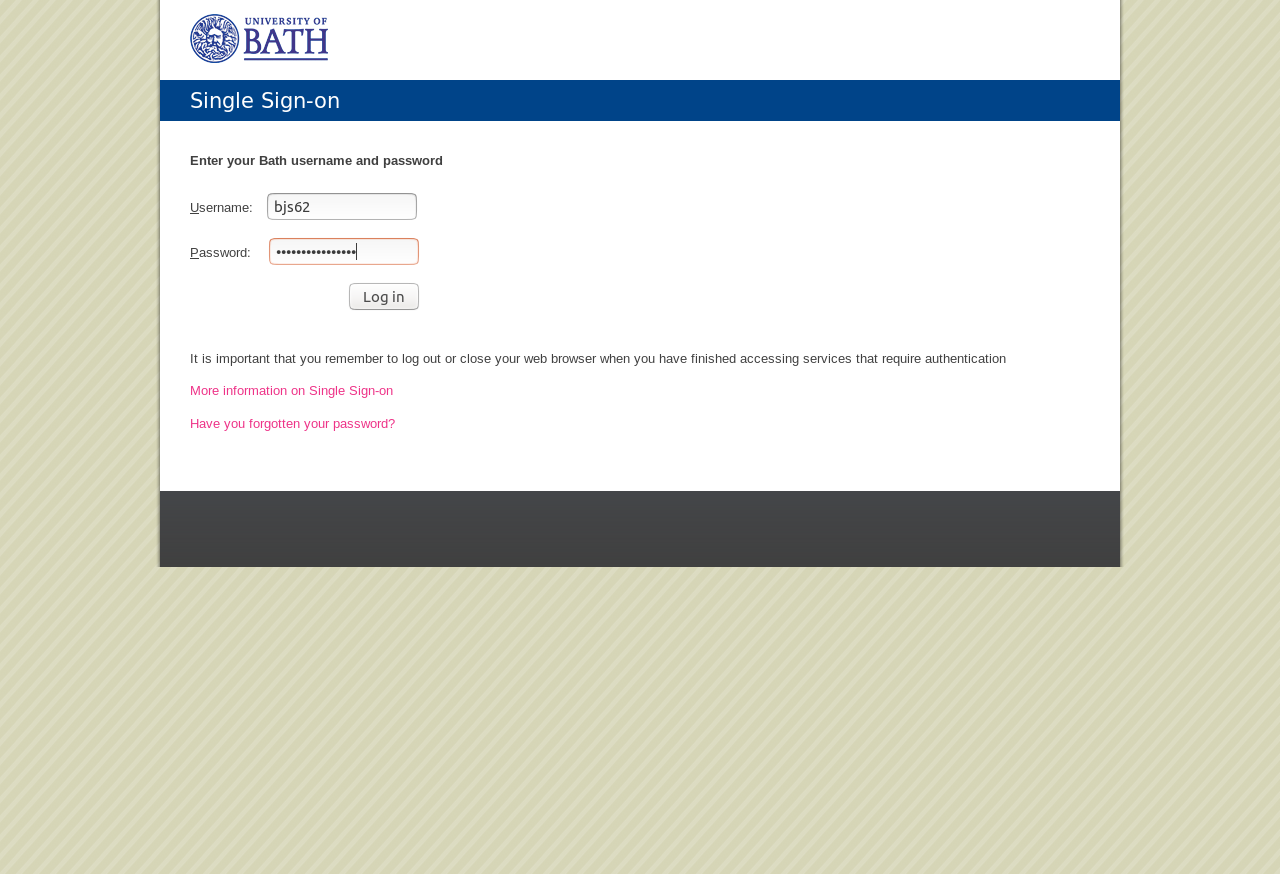 UNIVERSITY OF
BATH
Single Sign-on
Enter your Bath username and password
Username: bjs62
Password: ••••••••••••••••
Log in
It is important that you remember to log out or close your web browser when you have finished accessing services that require authentication
More information on Single Sign-on
Have you forgotten your password?